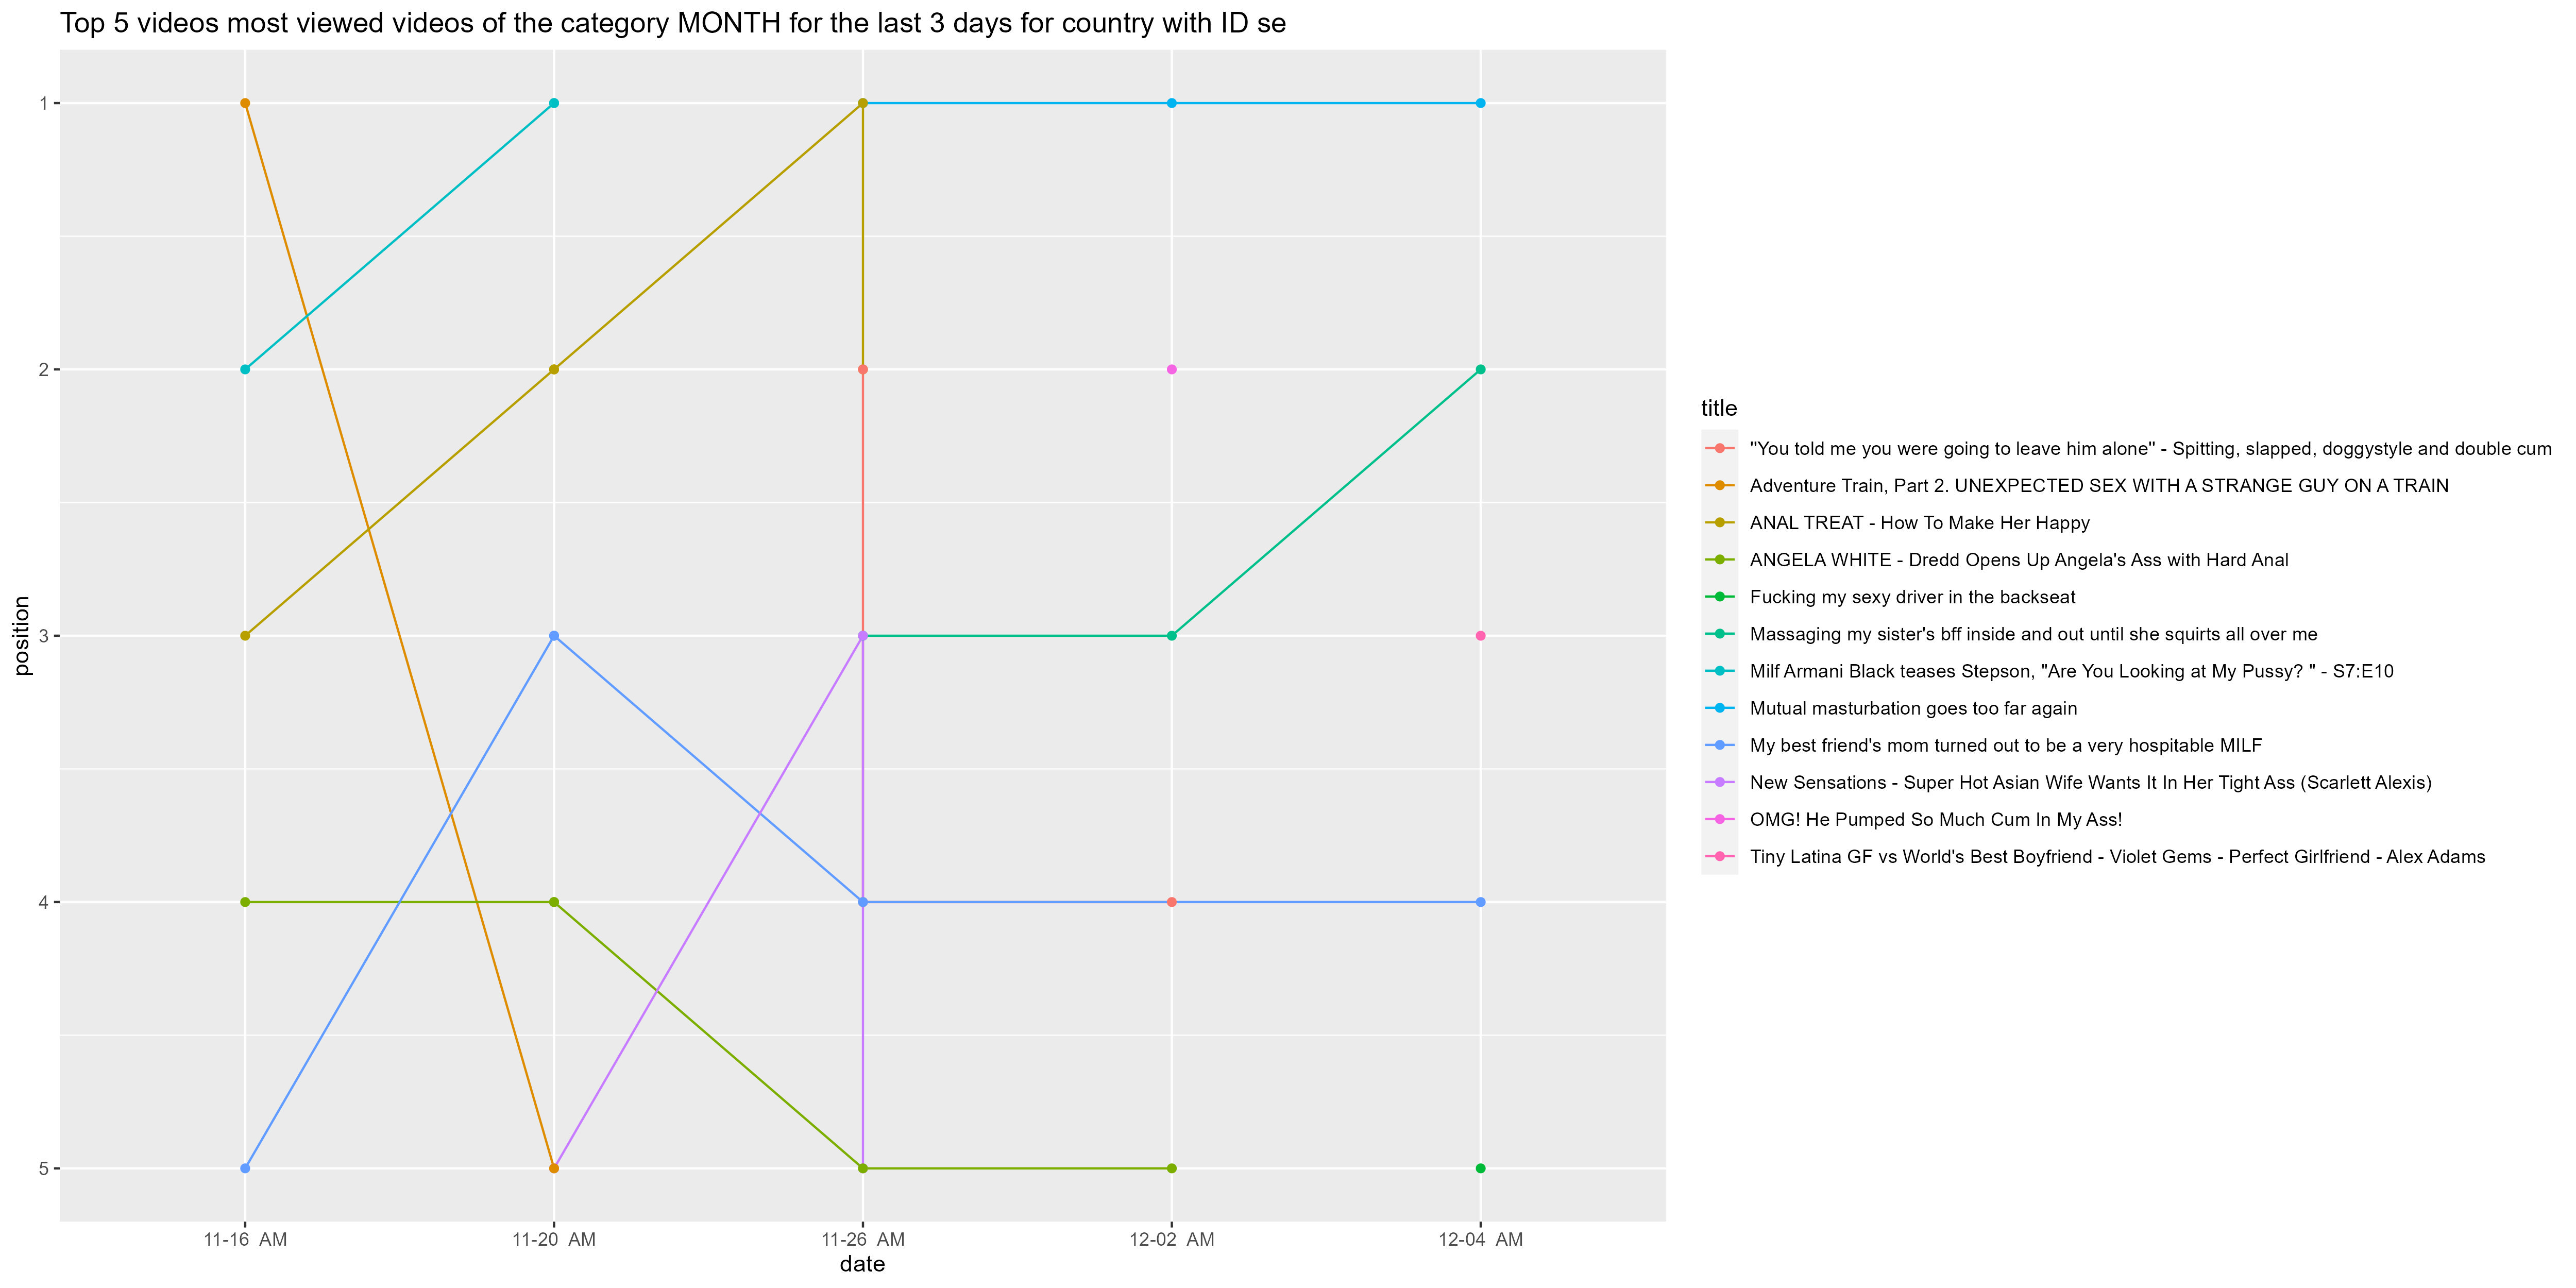 Top 5 videos most viewed videos of the category MONTH for the last 3 days for country with ID se
position
1
2
3
4
5
11-16  AM
11-20  AM
11-26  AM
12-02  AM
12-04  AM
date
title
"You told me you were going to leave him alone" - Spitting, slapped, doggystyle and double cum
Adventure Train, Part 2. UNEXPECTED SEX WITH A STRANGE GUY ON A TRAIN
ANAL TREAT - How To Make Her Happy
ANGELA WHITE - Dredd Opens Up Angela's Ass with Hard Anal
Fucking my sexy driver in the backseat
Massaging my sister's bff inside and out until she squirts all over me
Milf Armani Black teases Stepson, "Are You Looking at My Pussy? " - S7:E10
Mutual masturbation goes too far again
My best friend's mom turned out to be a very hospitable MILF
New Sensations - Super Hot Asian Wife Wants It In Her Tight Ass (Scarlett Alexis)
OMG! He Pumped So Much Cum In My Ass!
Tiny Latina GF vs World's Best Boyfriend - Violet Gems - Perfect Girlfriend - Alex Adams